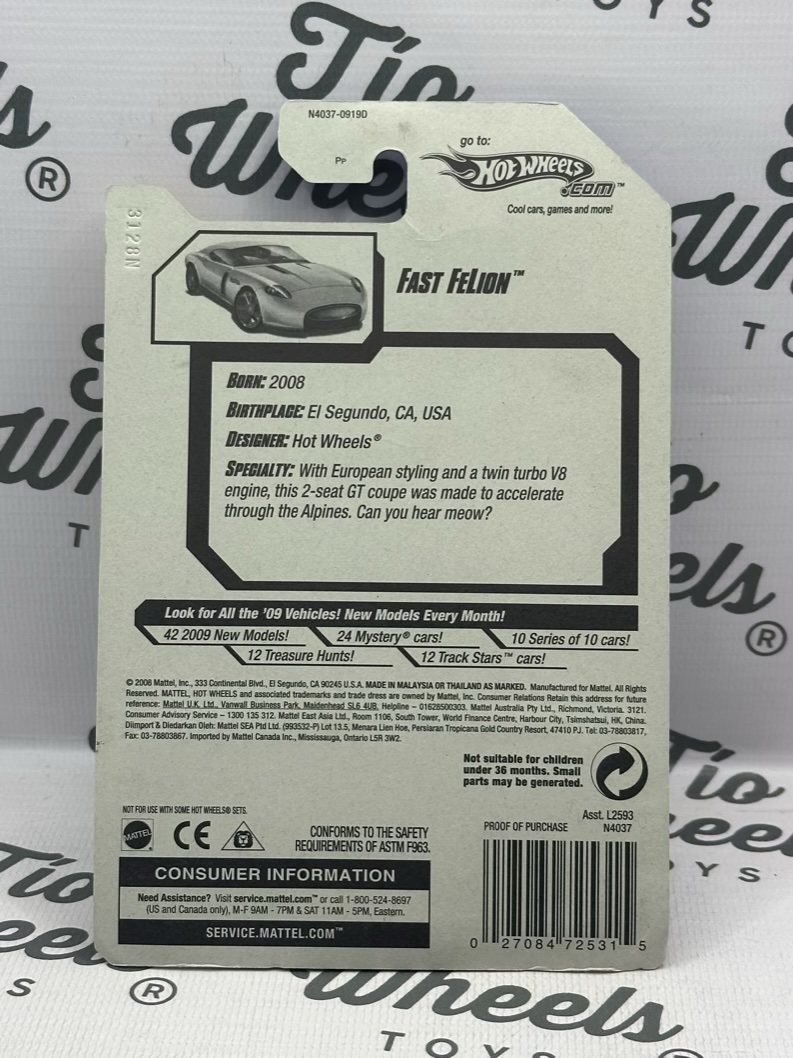 TOYS
Tío
Wheels
®
N4037-0919D
PP
go to:
HOT WHEELS
.COM™
Cool cars, games and more!
3128N
FAST FELION™
BORN: 2008
BIRTHPLACE: El Segundo, CA, USA
DESIGNER: Hot Wheels®
SPECIALTY: With European styling and a twin turbo V8
engine, this 2-seat GT coupe was made to accelerate
through the Alpines. Can you hear meow?
Look for All the '09 Vehicles! New Models Every Month!
42 2009 New Models! 24 Mystery® cars! 10 Series of 10 cars!
12 Treasure Hunts! 12 Track Stars™ cars!
© 2008 Mattel, Inc., 333 Continental Blvd., El Segundo, CA 90245 U.S.A. MADE IN MALAYSIA OR THAILAND AS MARKED. Manufactured for Mattel. All Rights
Reserved. MATTEL, HOT WHEELS and associated trademarks and trade dress are owned by Mattel, Inc. Consumer Relations Retain this address for future
reference: Mattel U.K. Ltd., Vanwall Business Park, Maidenhead SL6 4UB, Helpline – 01628500303. Mattel Australia Pty Ltd., Richmond, Victoria. 3121.
Consumer Advisory Service – 1300 135 312. Mattel East Asia Ltd., Room 1106, South Tower, World Finance Centre, Harbour City, Tsimshatsui, HK, China.
Diimport & Diedarkan Oleh: Mattel SEA Ptd Ltd. (993532-P) Lot 13.5, Menara Lien Hoe, Persiaran Tropicana Gold Country Resort, 47410 PJ. Tel: 03-78803817,
Fax: 03-78803867. Imported by Mattel Canada Inc., Mississauga, Ontario L5R 3W2.
Not suitable for children
under 36 months. Small
parts may be generated.
NOT FOR USE WITH SOME HOT WHEELS® SETS.
MATTEL
CE
CONFORMS TO THE SAFETY
REQUIREMENTS OF ASTM F963.
Asst. L2593
PROOF OF PURCHASE N4037
CONSUMER INFORMATION
Need Assistance? Visit service.mattel.com™ or call 1-800-524-8697
(US and Canada only), M-F 9AM - 7PM & SAT 11AM - 5PM, Eastern.
SERVICE.MATTEL.COM™
0 27084 72531 5
Wheels
®
TOYS